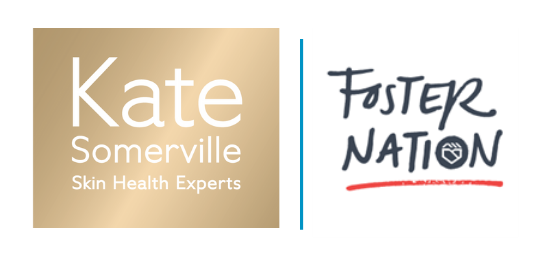 Kate
Somerville
Skin Health Experts
FOSTER
NATION